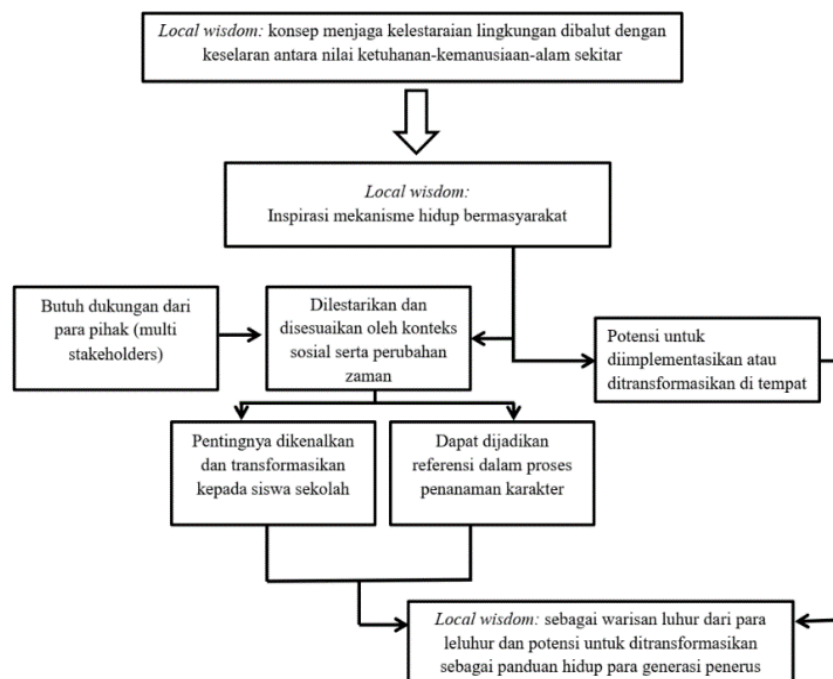 Local wisdom: konsep menjaga kelestaraian lingkungan dibalut dengan
keselaran antara nilai ketuhanan-kemanusiaan-alam sekitar
Local wisdom:
Inspirasi mekanisme hidup bermasyarakat
Butuh dukungan dari
para pihak (multi
stakeholders)
Dilestarikan dan
disesuaikan oleh konteks
sosial serta perubahan
zaman
Potensi untuk
diimplementasikan atau
ditransformasikan di tempat
Pentingnya dikenalkan
dan transformasikan
kepada siswa sekolah
Dapat dijadikan
referensi dalam proses
penanaman karakter
Local wisdom: sebagai warisan luhur dari para
leluhur dan potensi untuk ditransformasikan
sebagai panduan hidup para generasi penerus